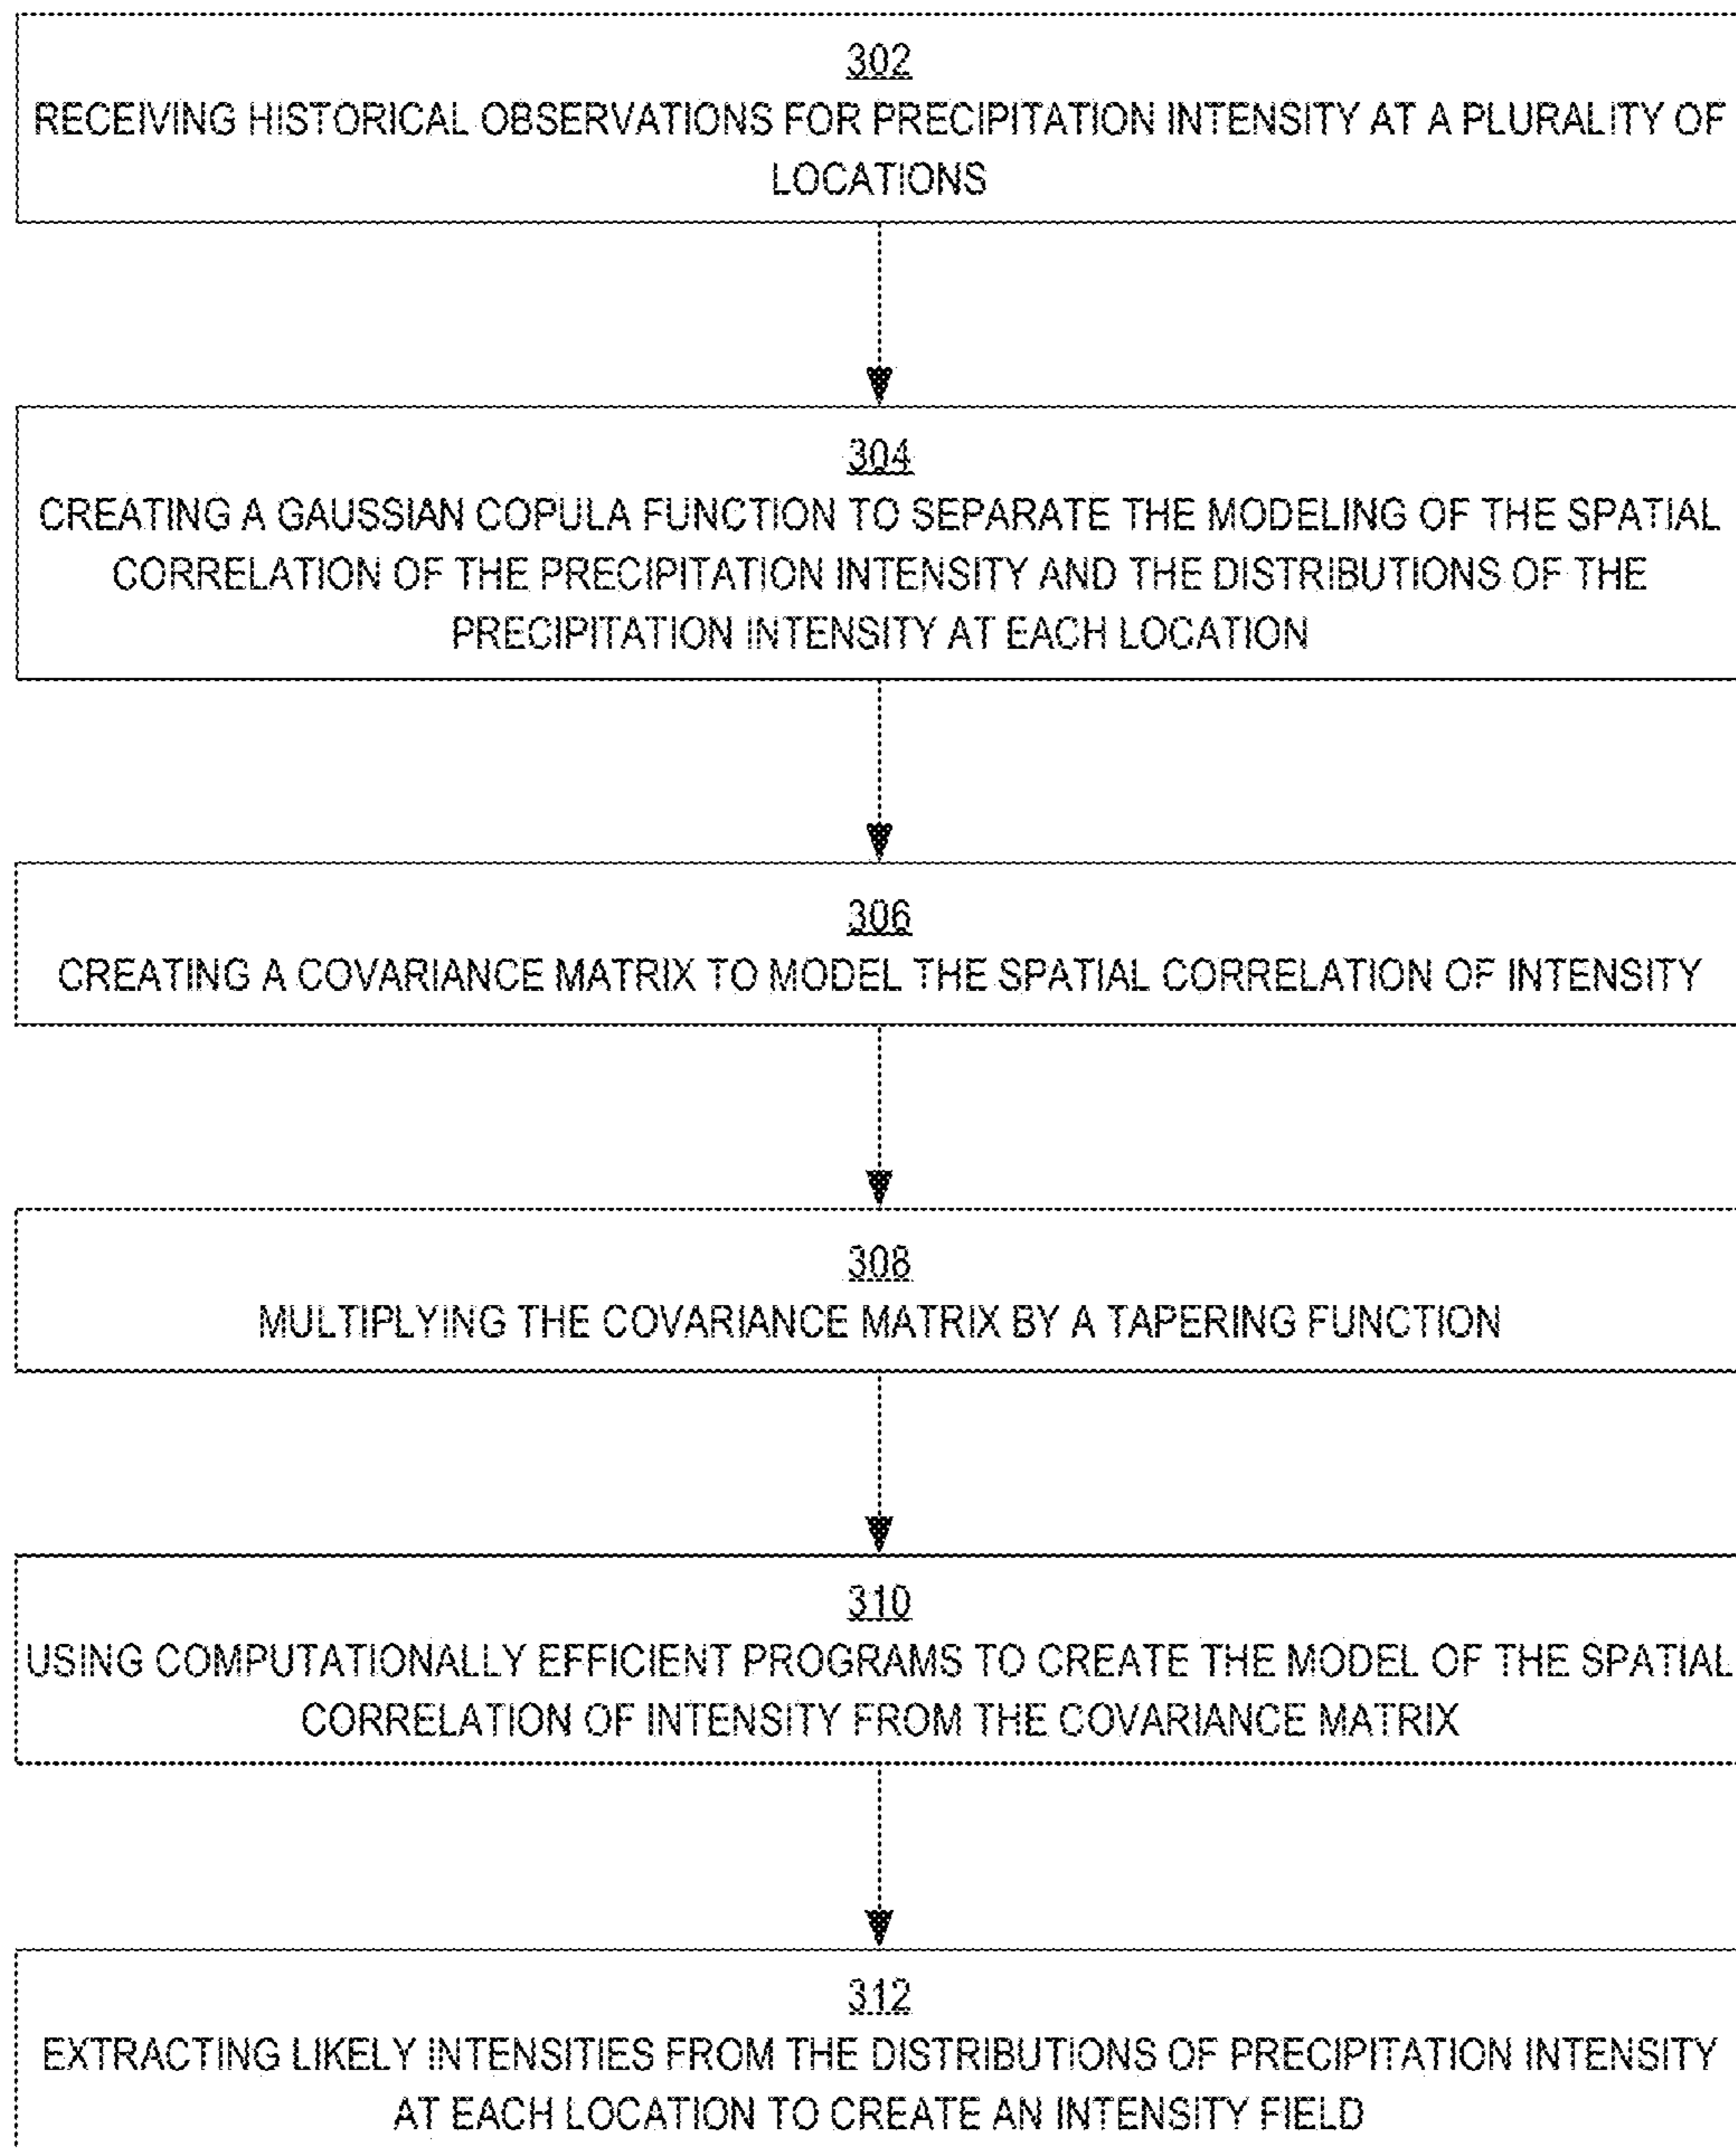 302
RECEIVING HISTORICAL OBSERVATIONS FOR PRECIPITATION INTENSITY AT A PLURALITY OF
LOCATIONS
304
CREATING A GAUSSIAN COPULA FUNCTION TO SEPARATE THE MODELING OF THE SPATIAL
CORRELATION OF THE PRECIPITATION INTENSITY AND THE DISTRIBUTIONS OF THE
PRECIPITATION INTENSITY AT EACH LOCATION
306
CREATING A COVARIANCE MATRIX TO MODEL THE SPATIAL CORRELATION OF INTENSITY
308
MULTIPLYING THE COVARIANCE MATRIX BY A TAPERING FUNCTION
310
USING COMPUTATIONALLY EFFICIENT PROGRAMS TO CREATE THE MODEL OF THE SPATIAL
CORRELATION OF INTENSITY FROM THE COVARIANCE MATRIX
312
EXTRACTING LIKELY INTENSITIES FROM THE DISTRIBUTIONS OF PRECIPITATION INTENSITY
AT EACH LOCATION TO CREATE AN INTENSITY FIELD